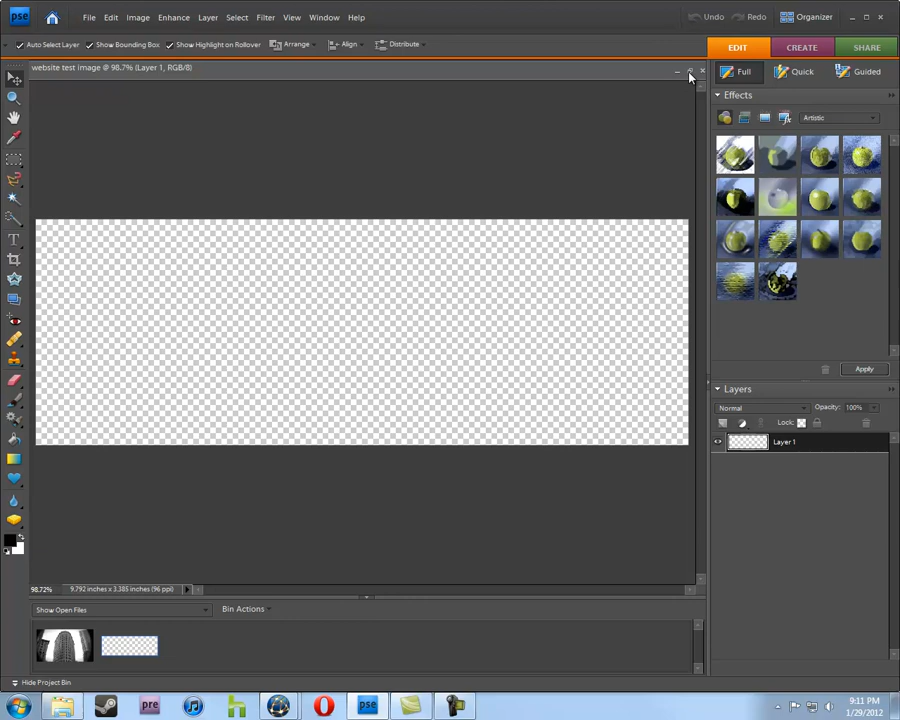 pse File Edit Image Enhance Layer Select Filter View Window Help Undo Redo Organizer
Auto Select Layer Show Bounding Box Show Highlight on Rollover Arrange Align Distribute EDIT CREATE SHARE
website test image @ 98.7% (Layer 1, RGB/8)
Full Quick Guided
Effects
Artistic
Apply
Layers
Normal Opacity: 100%
Lock:
Layer 1
98.72% 9.792 inches x 3.385 inches (96 ppi)
Show Open Files Bin Actions
Hide Project Bin
pre pse 9:11 PM
1/29/2012